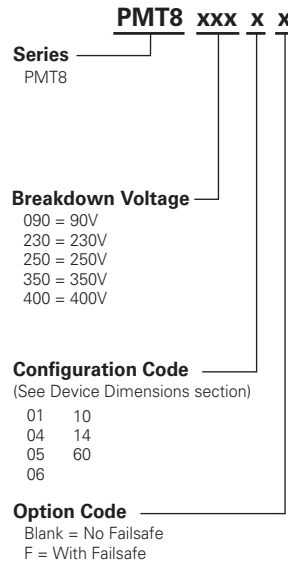 PMT8 xxx x x
Series
PMT8
Breakdown Voltage
090 = 90V
230 = 230V
250 = 250V
350 = 350V
400 = 400V
Configuration Code
(See Device Dimensions section)
01 10
04 14
05 60
06
Option Code
Blank = No Failsafe
F = With Failsafe